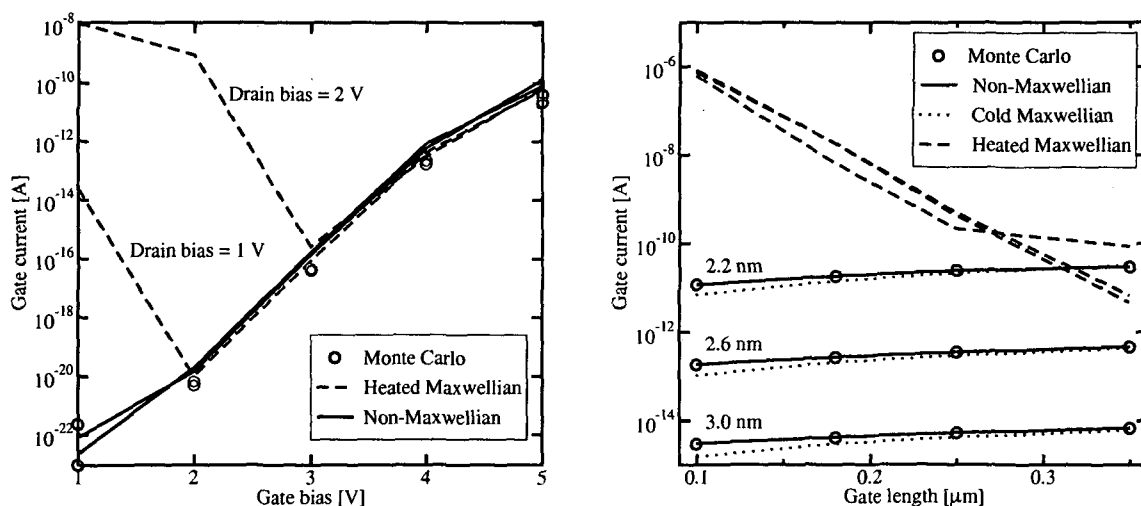 Gate current [A]
10^-8
10^-10
10^-12
10^-14
10^-16
10^-18
10^-20
10^-22
Drain bias = 2 V
Drain bias = 1 V
Monte Carlo
Heated Maxwellian
Non-Maxwellian
1 2 3 4 5
Gate bias [V]
Gate current [A]
10^-6
10^-8
10^-10
10^-12
10^-14
Monte Carlo
Non-Maxwellian
Cold Maxwellian
Heated Maxwellian
2.2 nm
2.6 nm
3.0 nm
0.1 0.2 0.3
Gate length [μm]